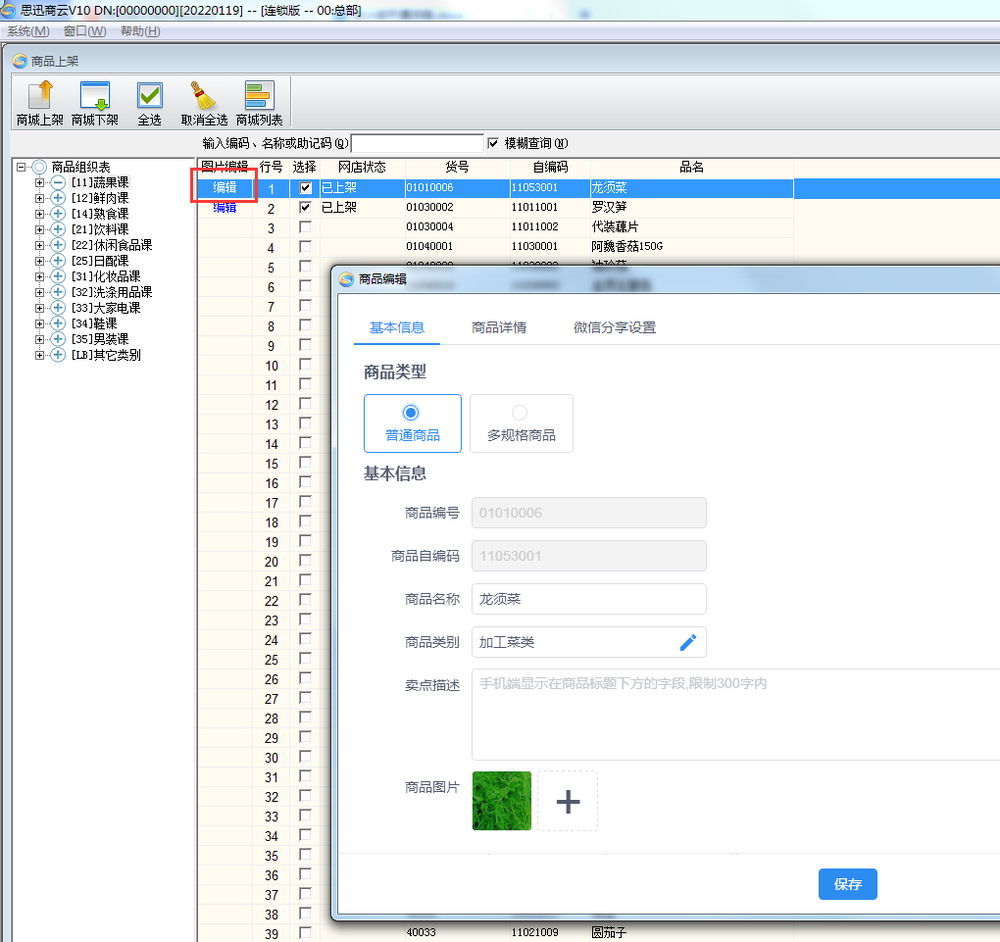 思迅商云V10 DN:[00000000][20220119] -- [连锁版 -- 00:总部]
系统(M) 窗口(W) 帮助(H)
商品上架
商城上架 商城下架 全选 取消全选 商城列表
输入编码、名称或助记码(Q) 模糊查询(N)
商品组织表
[11]蔬果课
[12]鲜肉课
[14]熟食课
[21]饮料课
[22]休闲食品课
[25]日配课
[31]化妆品课
[32]洗涤用品课
[33]大家电课
[34]鞋课
[35]男装课
[LB]其它类别
图片编辑 行号 选择 网店状态 货号 自编码 品名
编辑 1 已上架 01010006 11053001 龙须菜
编辑 2 已上架 01030002 11011001 罗汉笋
3 01030004 11011002 代装藕片
4 01040001 11030001 阿魏香菇150G
5
6
7
8
9
10
11
12
13
14
15
16
17
18
19
20
21
22
23
24
25
26
27
28
29
30
31
32
33
34
35
36
37
38
39 40033 11021009 圆茄子
商品编辑
基本信息 商品详情 微信分享设置
商品类型
普通商品 多规格商品
基本信息
商品编号 01010006
商品自编码 11053001
商品名称 龙须菜
商品类别 加工菜类
卖点描述 手机端显示在商品标题下方的字段,限制300字内
商品图片
保存